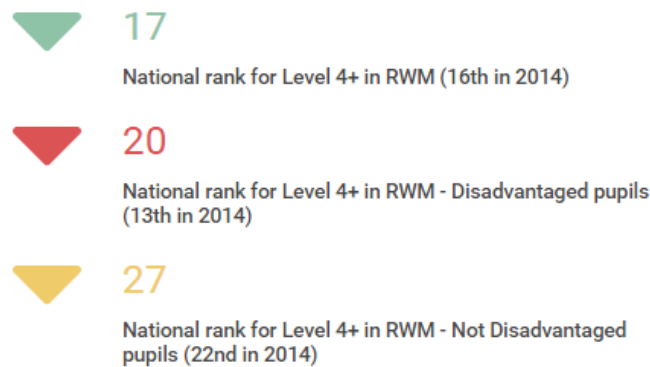 17
National rank for Level 4+ in RWM (16th in 2014)
20
National rank for Level 4+ in RWM - Disadvantaged pupils
(13th in 2014)
27
National rank for Level 4+ in RWM - Not Disadvantaged
pupils (22nd in 2014)